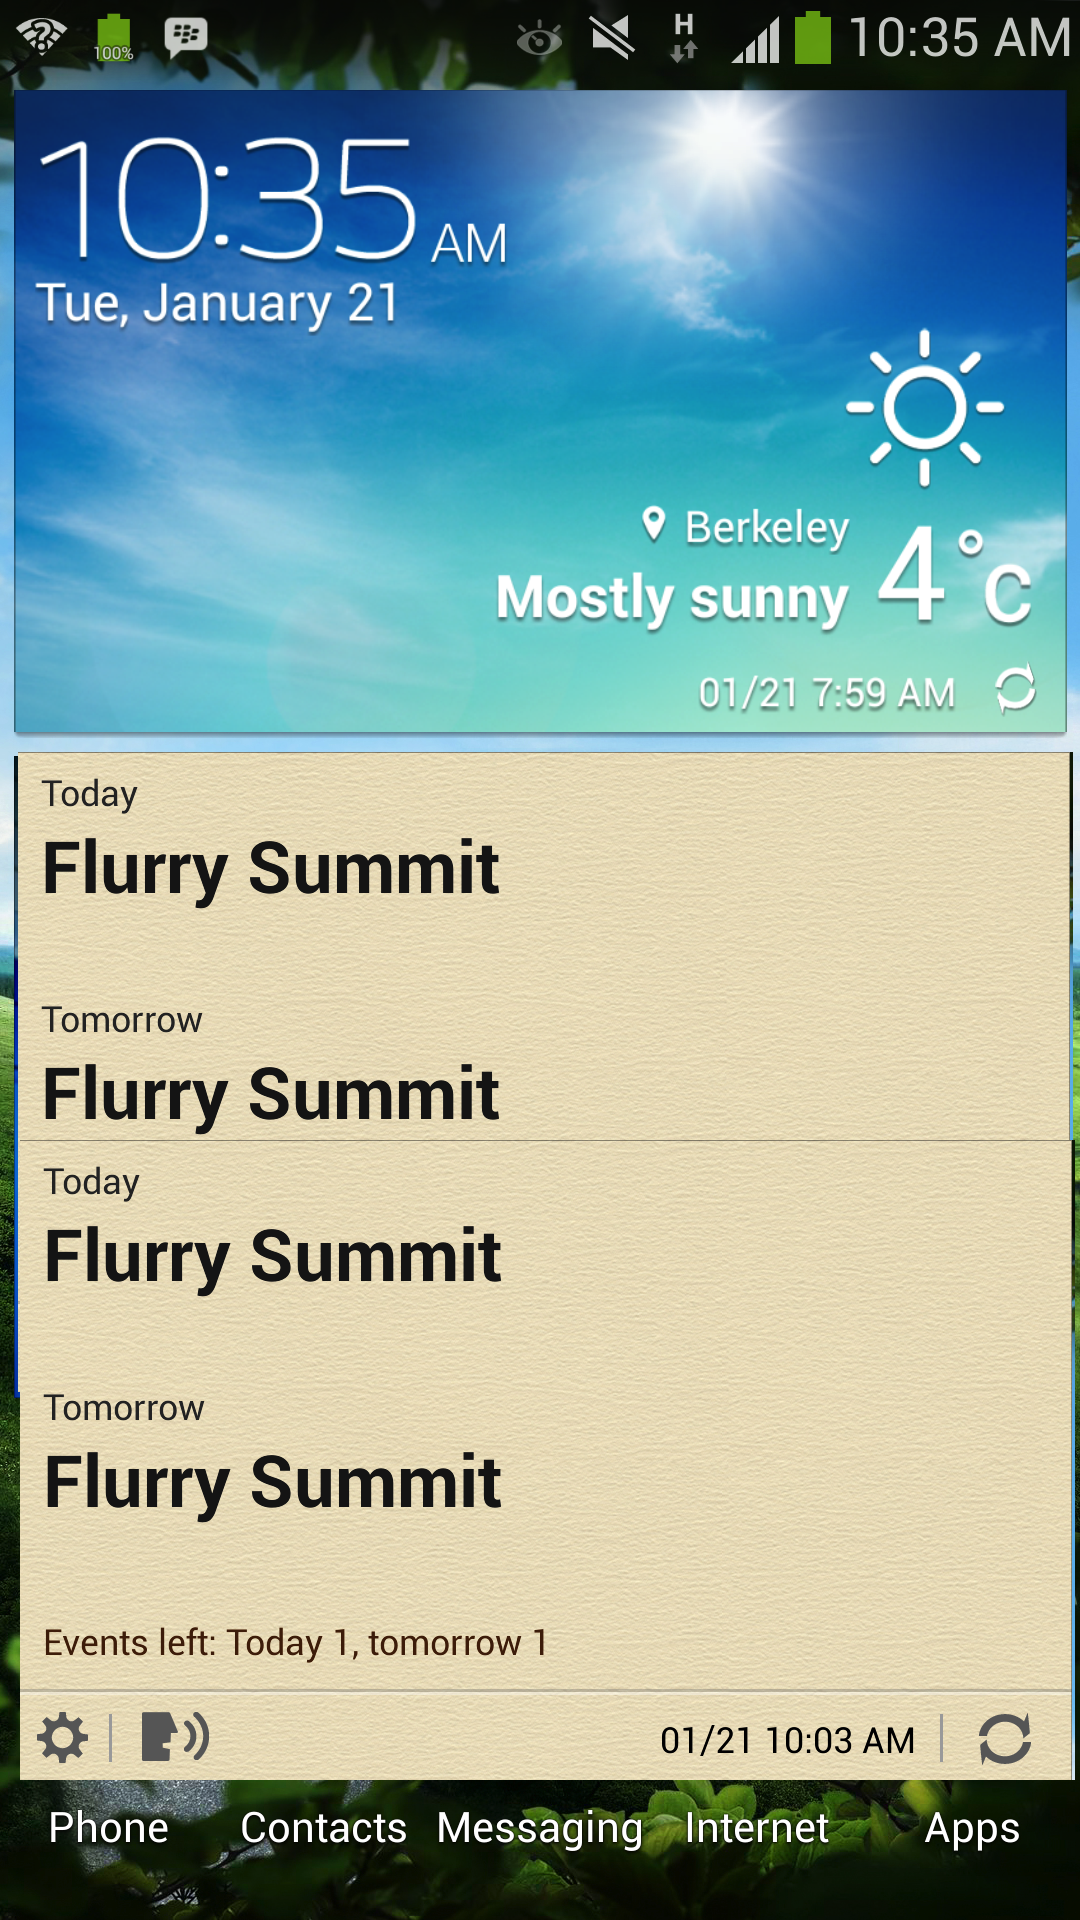 100%
H
10:35 AM
10:35 AM
Tue, January 21
Berkeley
Mostly sunny 4°C
01/21 7:59 AM
Today
Flurry Summit
Tomorrow
Flurry Summit
Today
Flurry Summit
Tomorrow
Flurry Summit
Events left: Today 1, tomorrow 1
01/21 10:03 AM
Phone Contacts Messaging Internet Apps